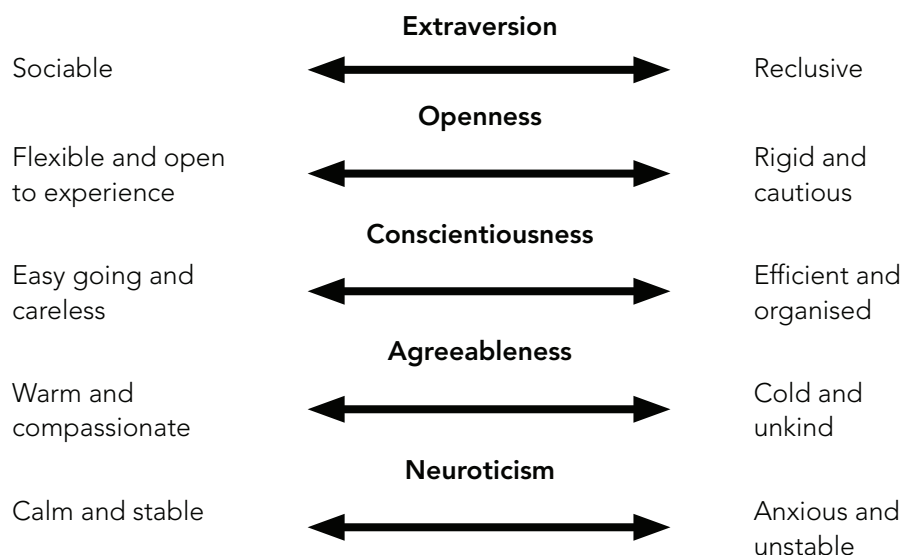 Extraversion
Sociable
Reclusive
Openness
Flexible and open
to experience
Rigid and
cautious
Conscientiousness
Easy going and
careless
Efficient and
organised
Agreeableness
Warm and
compassionate
Cold and
unkind
Neuroticism
Calm and stable
Anxious and
unstable